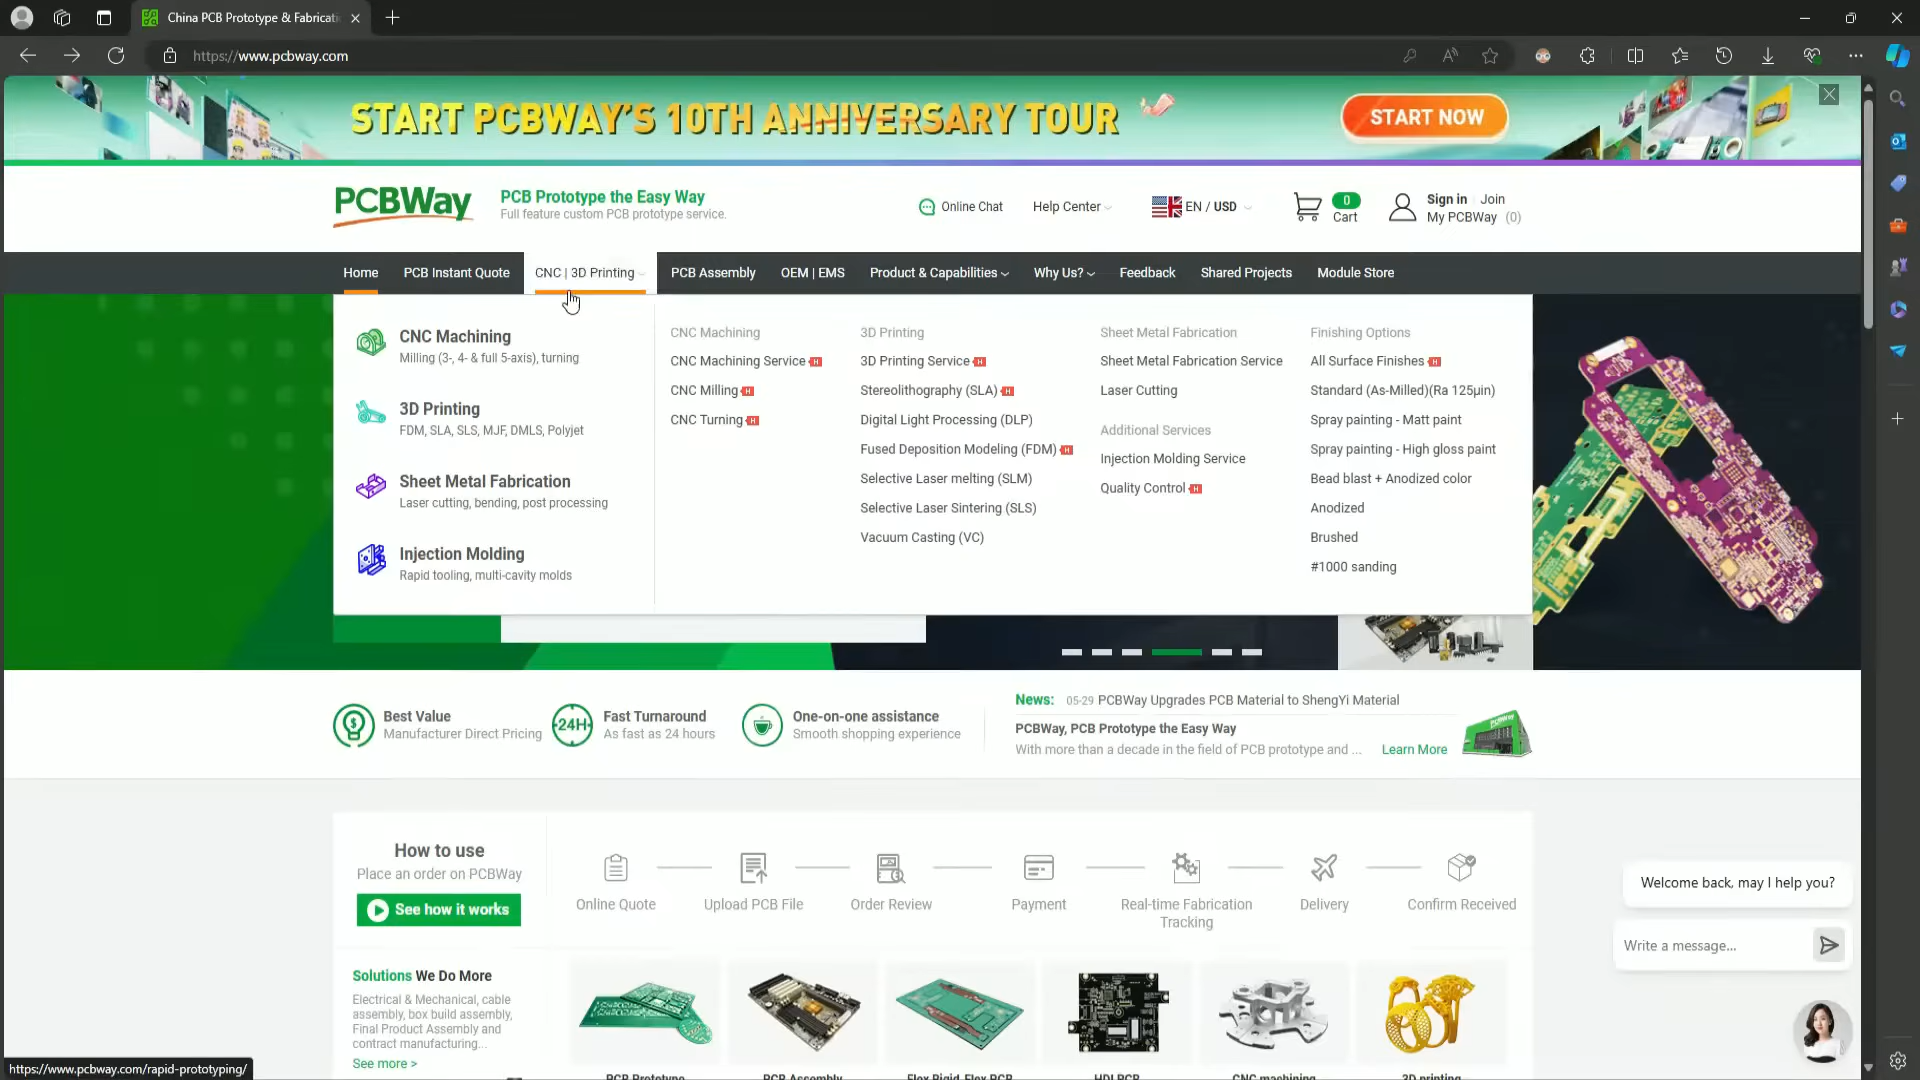 China PCB Prototype & Fabricati
https://www.pcbway.com
START PCBWAY'S 10TH ANNIVERSARY TOUR
START NOW
PCBWay
PCB Prototype the Easy Way
Full feature custom PCB prototype service.
Online Chat
Help Center
EN / USD
0
Cart
Sign in
Join
My PCBWay (0)
Home
PCB Instant Quote
CNC | 3D Printing
PCB Assembly
OEM | EMS
Product & Capabilities
Why Us?
Feedback
Shared Projects
Module Store
CNC Machining
Milling (3-, 4- & full 5-axis), turning
3D Printing
FDM, SLA, SLS, MJF, DMLS, Polyjet
Sheet Metal Fabrication
Laser cutting, bending, post processing
Injection Molding
Rapid tooling, multi-cavity molds
CNC Machining
CNC Machining Service H
CNC Milling H
CNC Turning H
3D Printing
3D Printing Service H
Stereolithography (SLA) H
Digital Light Processing (DLP)
Fused Deposition Modeling (FDM) H
Selective Laser melting (SLM)
Selective Laser Sintering (SLS)
Vacuum Casting (VC)
Sheet Metal Fabrication
Sheet Metal Fabrication Service
Laser Cutting
Additional Services
Injection Molding Service
Quality Control H
Finishing Options
All Surface Finishes H
Standard (As-Milled)(Ra 125μin)
Spray painting - Matt paint
Spray painting - High gloss paint
Bead blast + Anodized color
Anodized
Brushed
#1000 sanding
Best Value
Manufacturer Direct Pricing
24H
Fast Turnaround
As fast as 24 hours
One-on-one assistance
Smooth shopping experience
News: 05-29 PCBWay Upgrades PCB Material to ShengYi Material
PCBWay, PCB Prototype the Easy Way
With more than a decade in the field of PCB prototype and ... Learn More
How to use
Place an order on PCBWay
See how it works
Online Quote
Upload PCB File
Order Review
Payment
Real-time Fabrication
Tracking
Delivery
Confirm Received
Solutions We Do More
Electrical & Mechanical, cable
assembly, box build assembly,
Final Product Assembly and
contract manufacturing...
See more >
PCB Prototype
PCB Assembly
Flex Rigid-Flex PCB
HDI PCB
CNC machining
3D printing
Welcome back, may I help you?
Write a message...
https://www.pcbway.com/rapid-prototyping/